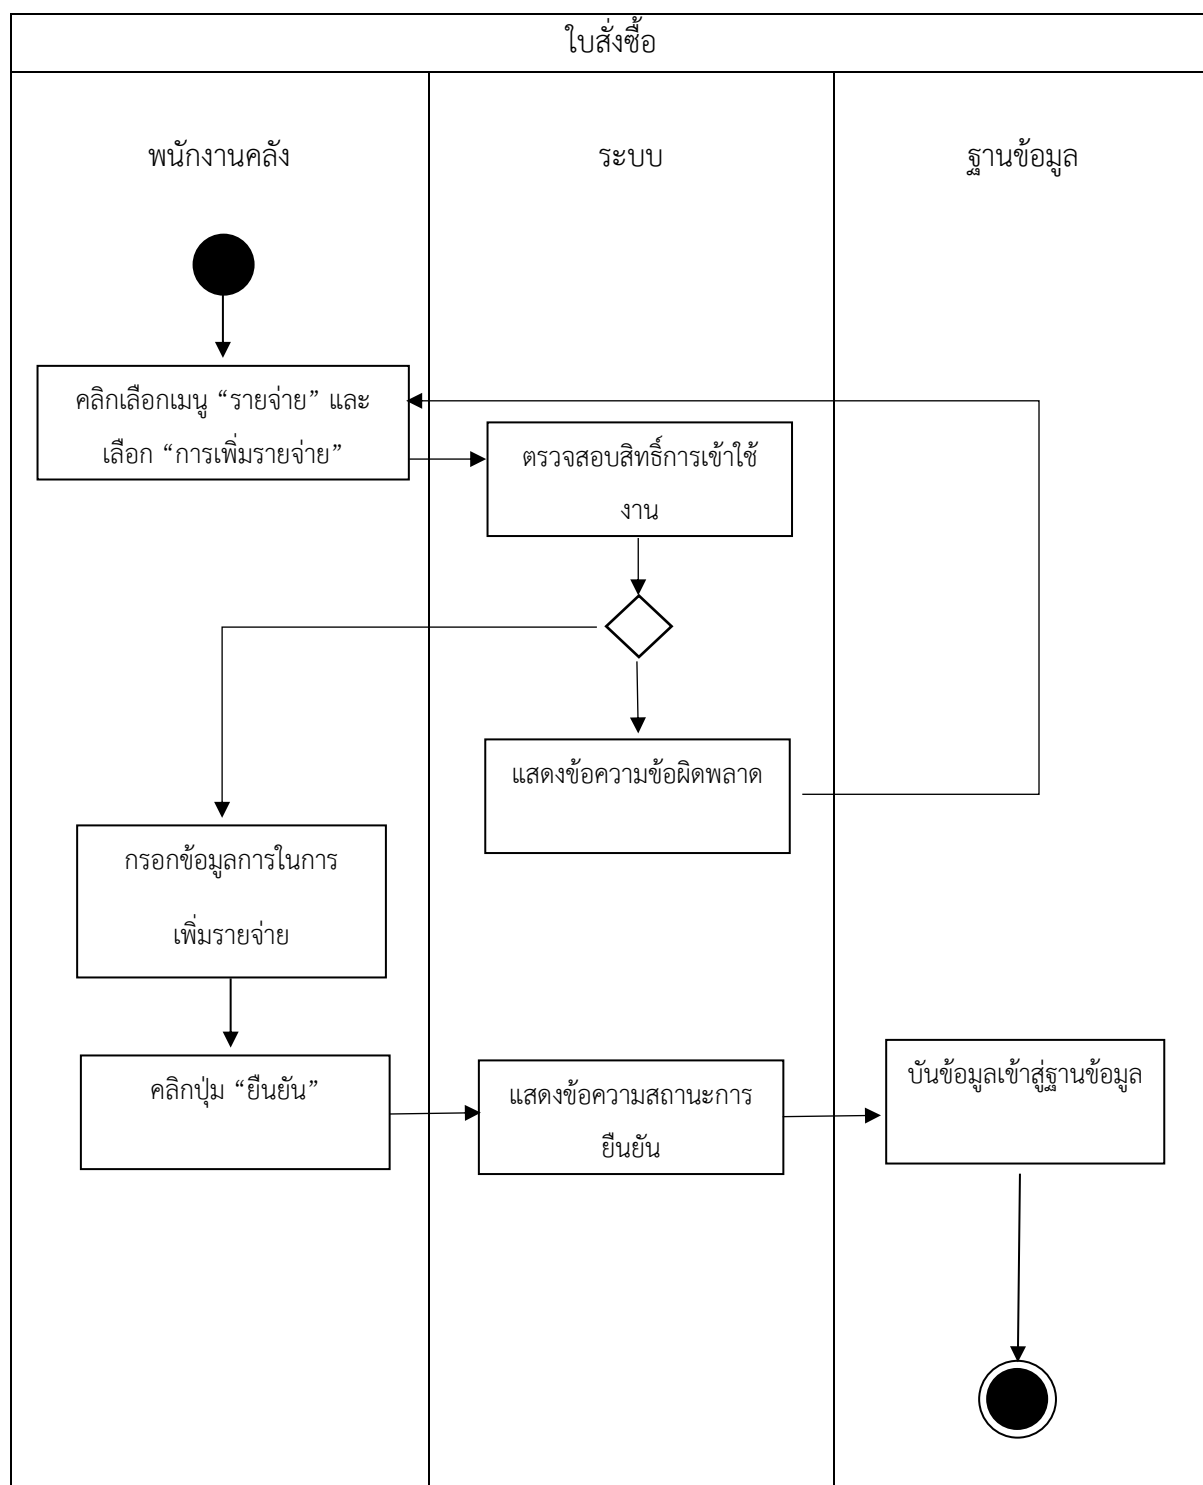 ใบสั่งซื้อ
พนักงานคลัง
ระบบ
ฐานข้อมูล
คลิกเลือกเมนู “รายจ่าย” และ
เลือก “การเพิ่มรายจ่าย”
ตรวจสอบสิทธิ์การเข้าใช้
งาน
แสดงข้อความข้อผิดพลาด
กรอกข้อมูลการในการ
เพิ่มรายจ่าย
คลิกปุ่ม “ยืนยัน”
แสดงข้อความสถานะการ
ยืนยัน
บันข้อมูลเข้าสู่ฐานข้อมูล